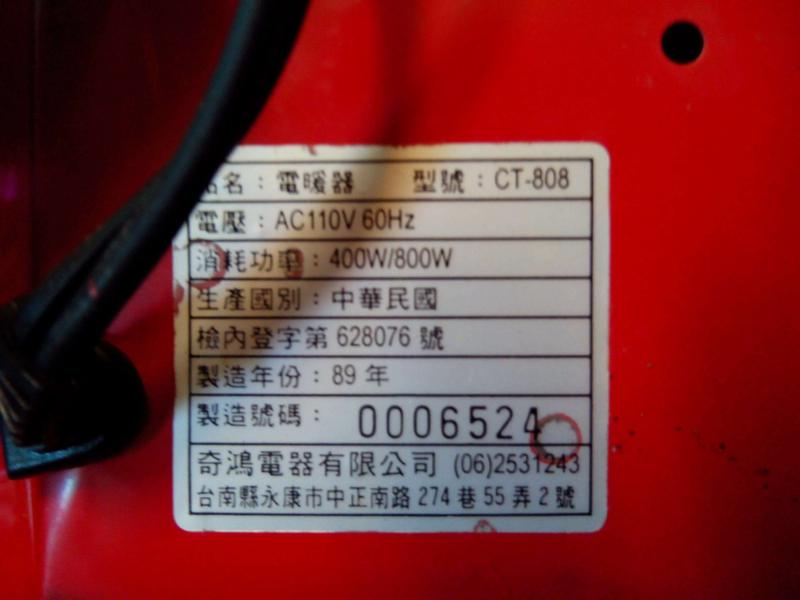 品名：電暖器 型號：CT-808
電壓：AC110V 60Hz
消耗功率：400W/800W
生產國別：中華民國
檢內登字第 628076 號
製造年份：89 年
製造號碼： 0006524
奇鴻電器有限公司 (06)2531243
台南縣永康市中正南路 274 巷 55 弄 2 號